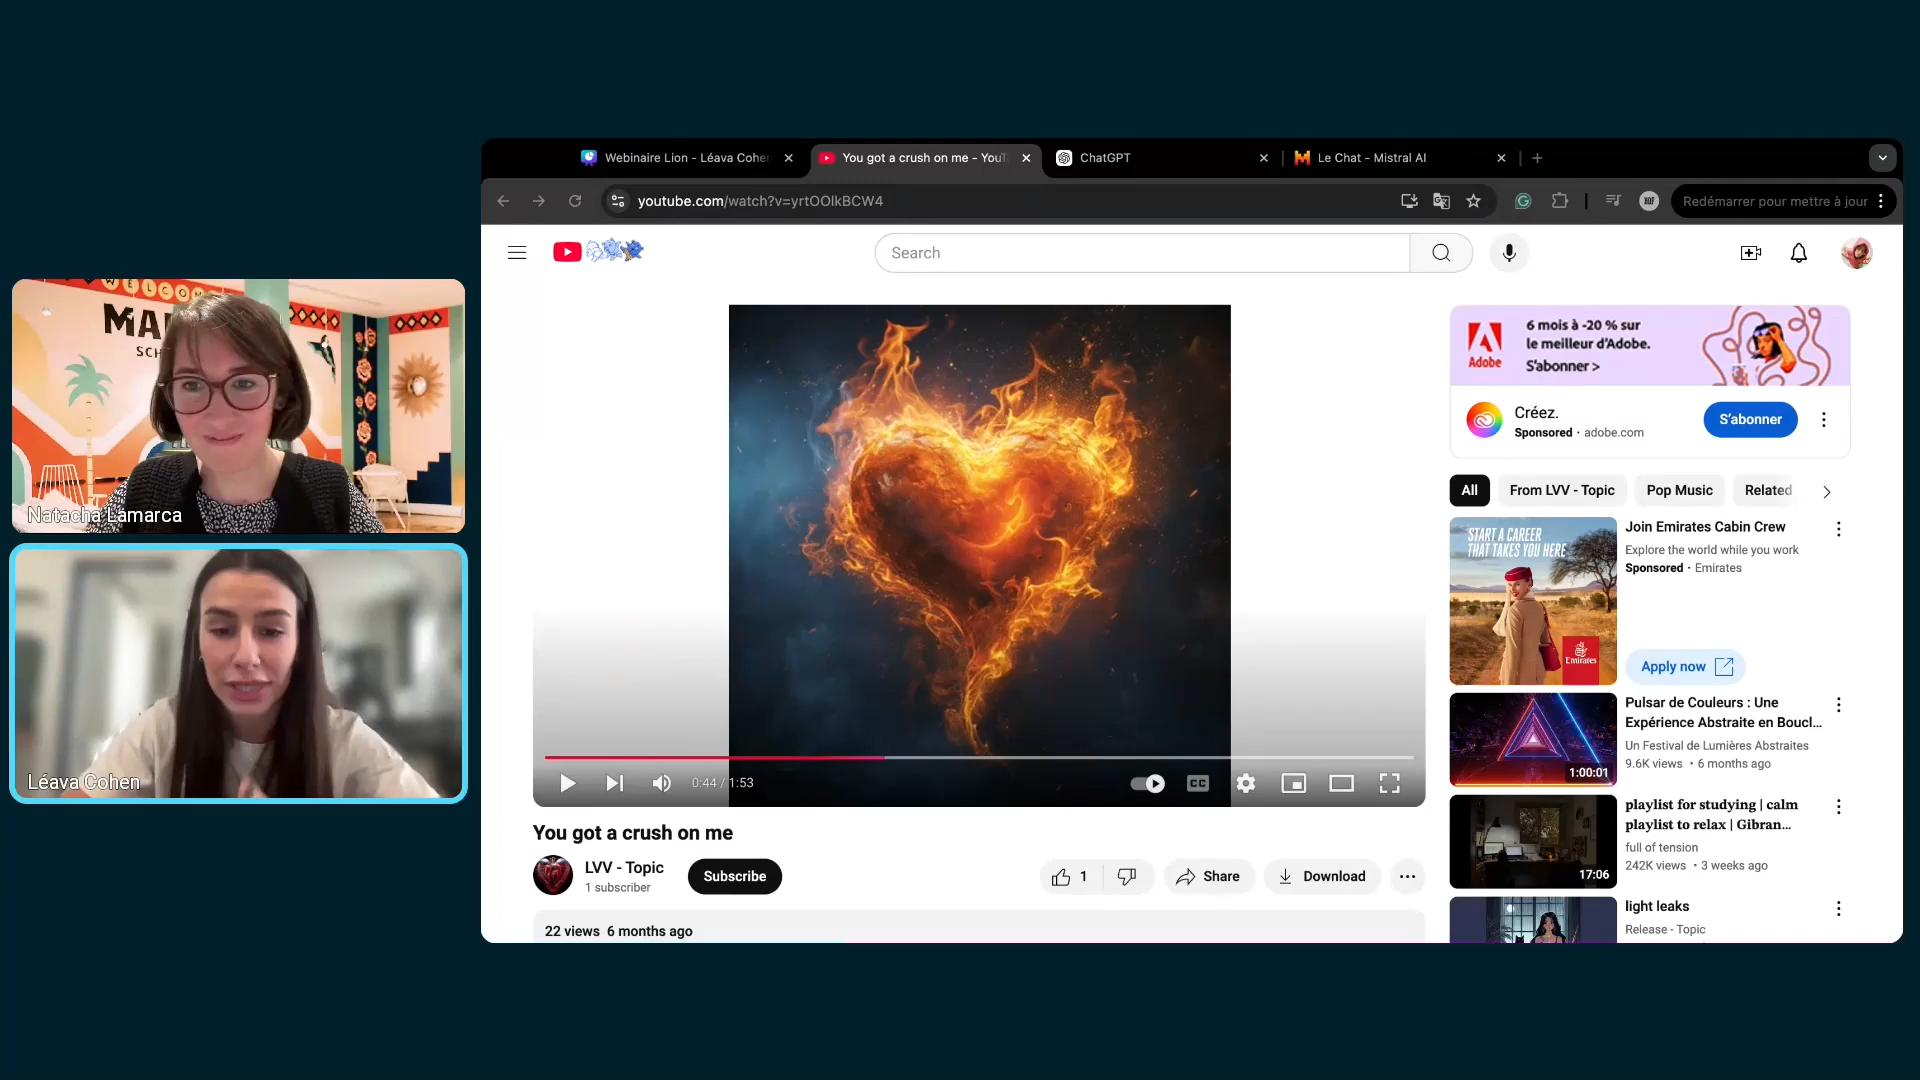 WELCOM
MA
SCH
Natacha Lamarca
Léava Cohen
Webinaire Lion - Léava Cohen
You got a crush on me - YouT
ChatGPT
Le Chat - Mistral AI
youtube.com/watch?v=yrtOOlkBCW4
Redémarrer pour mettre à jour
Search
0:44 / 1:53
CC
You got a crush on me
LVV - Topic
1 subscriber
Subscribe
1
Share
Download
22 views 6 months ago
Adobe
6 mois à -20 % sur
le meilleur d'Adobe.
S'abonner >
Créez.
Sponsored · adobe.com
S'abonner
All
From LVV - Topic
Pop Music
Related
START A CAREER
THAT TAKES YOU HERE
Emirates
Join Emirates Cabin Crew
Explore the world while you work
Sponsored · Emirates
Apply now
1:00:01
Pulsar de Couleurs : Une
Expérience Abstraite en Boucl...
Un Festival de Lumières Abstraites
9.6K views • 6 months ago
17:06
playlist for studying | calm
playlist to relax | Gibran...
full of tension
242K views • 3 weeks ago
light leaks
Release - Topic